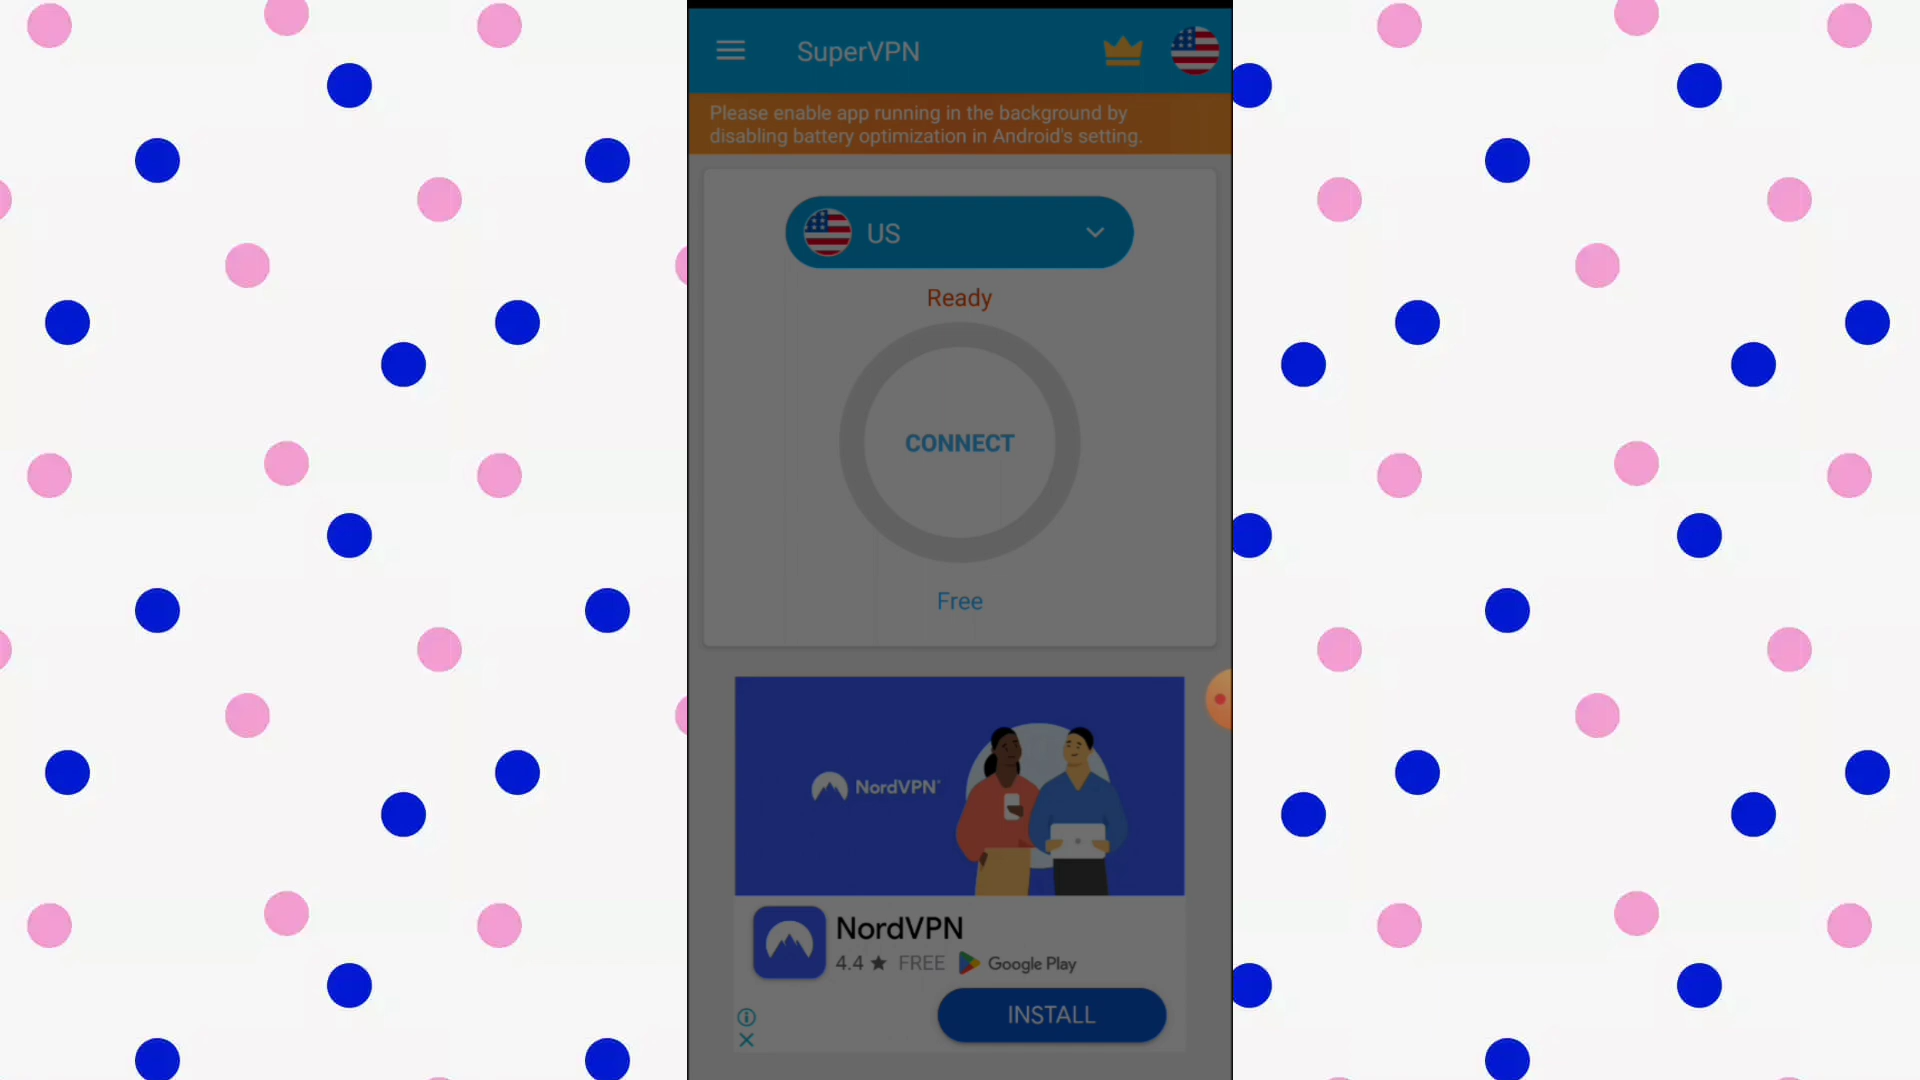 SuperVPN
Please enable app running in the background by
disabling battery optimization in Android's setting.
US
Ready
CONNECT
Free
NordVPN
NordVPN
4.4 ★ FREE Google Play
INSTALL